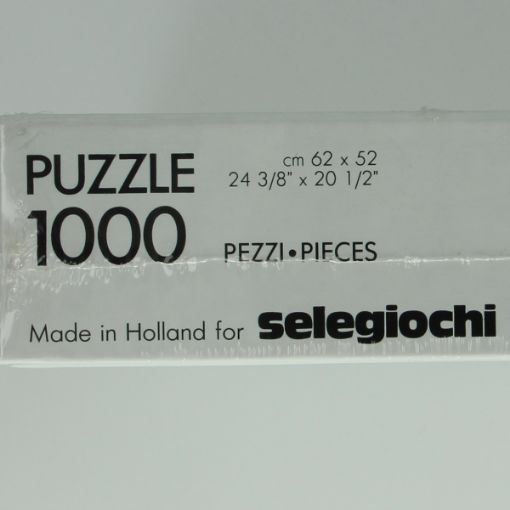 PUZZLE
cm 62 x 52
24 3/8" x 20 1/2"
1000 PEZZI•PIECES
Made in Holland for selegiochi